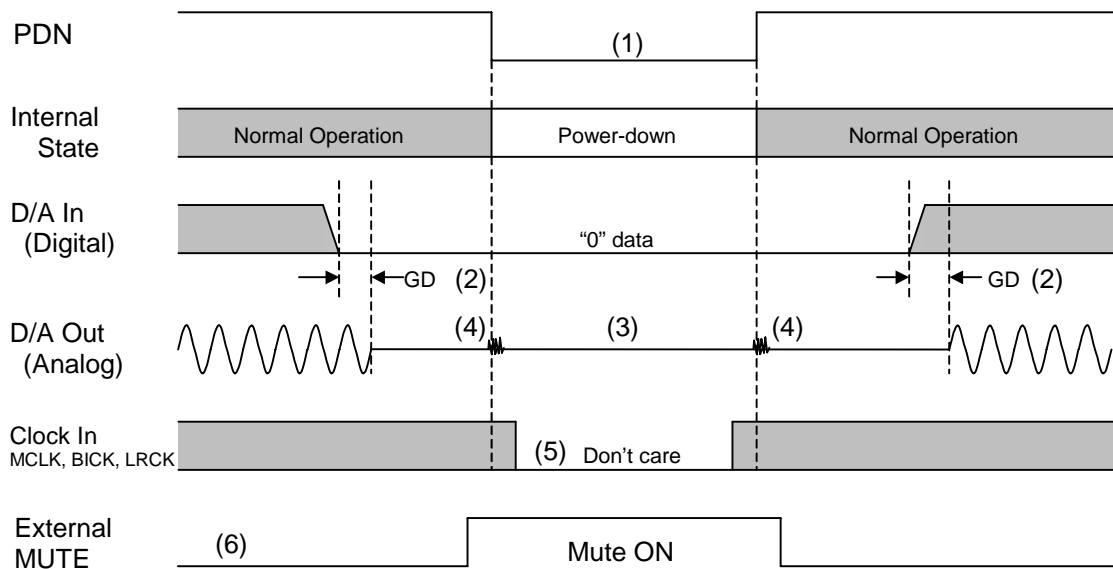 PDN
(1)
Internal
State
Normal Operation
Power-down
Normal Operation
D/A In
(Digital)
“0” data
GD (2)
GD (2)
D/A Out
(Analog)
(4)
(3)
(4)
Clock In
MCLK, BICK, LRCK
(5) Don’t care
External
MUTE
(6)
Mute ON